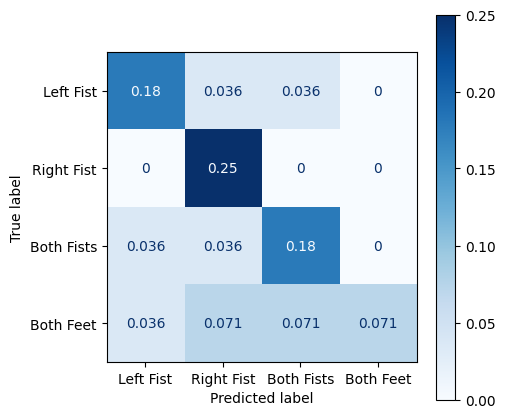 0.25
Left Fist 0.18 0.036 0.036 0
0.20
Right Fist 0 0.25 0 0
0.15
True label
0.10
Both Fists 0.036 0.036 0.18 0
0.05
Both Feet 0.036 0.071 0.071 0.071
0.00
Left Fist Right Fist Both Fists Both Feet
Predicted label